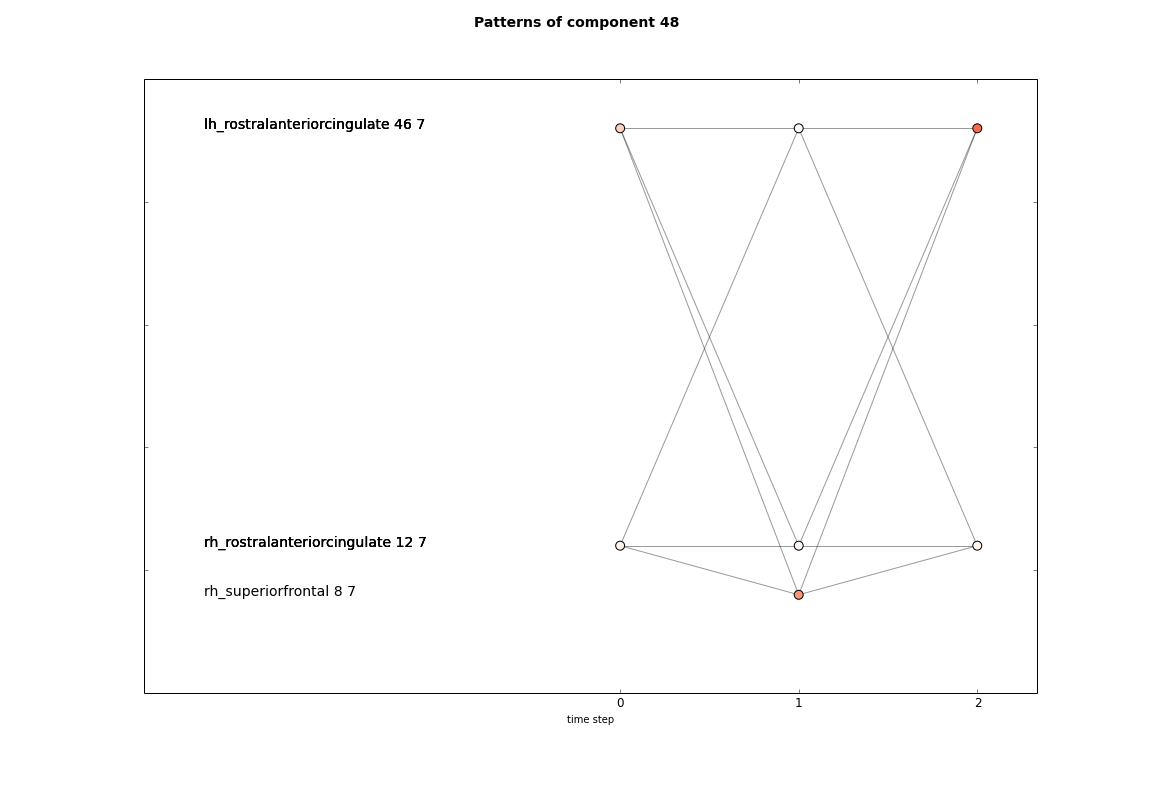 Patterns of component 48
lh_rostralanteriorcingulate 46 7
rh_rostralanteriorcingulate 12 7
rh_superiorfrontal 8 7
0 1 2
time step